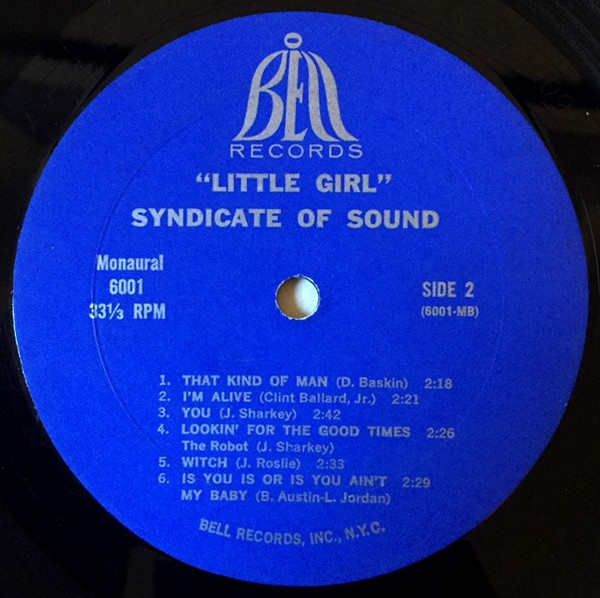 BELL
RECORDS
"LITTLE GIRL"
SYNDICATE OF SOUND
Monaural
6001
33⅓ RPM
SIDE 2
(6001-MB)
1. THAT KIND OF MAN (D. Baskin) 2:18
2. I'M ALIVE (Clint Ballard, Jr.) 2:21
3. YOU (J. Sharkey) 2:42
4. LOOKIN' FOR THE GOOD TIMES 2:26
The Robot (J. Sharkey)
5. WITCH (J. Roslie) 2:33
6. IS YOU IS OR IS YOU AIN'T 2:29
MY BABY (B. Austin-L. Jordan)
BELL RECORDS, INC., N.Y.C.